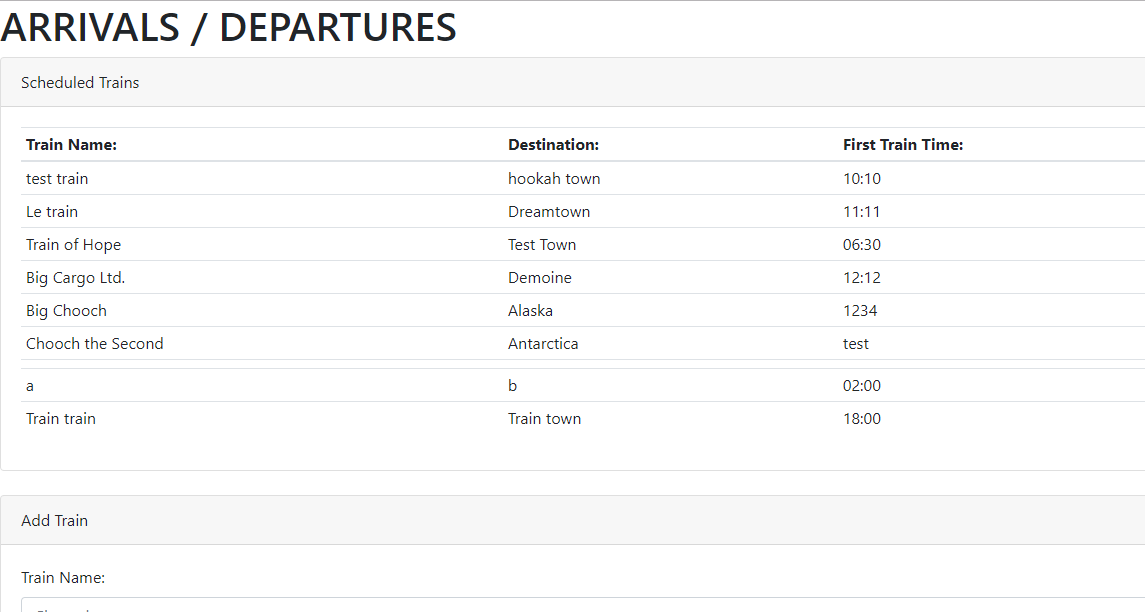 ARRIVALS / DEPARTURES
Scheduled Trains
Train Name: Destination: First Train Time:
test train hookah town 10:10
Le train Dreamtown 11:11
Train of Hope Test Town 06:30
Big Cargo Ltd. Demoine 12:12
Big Chooch Alaska 1234
Chooch the Second Antarctica test
a b 02:00
Train train Train town 18:00
Add Train
Train Name: